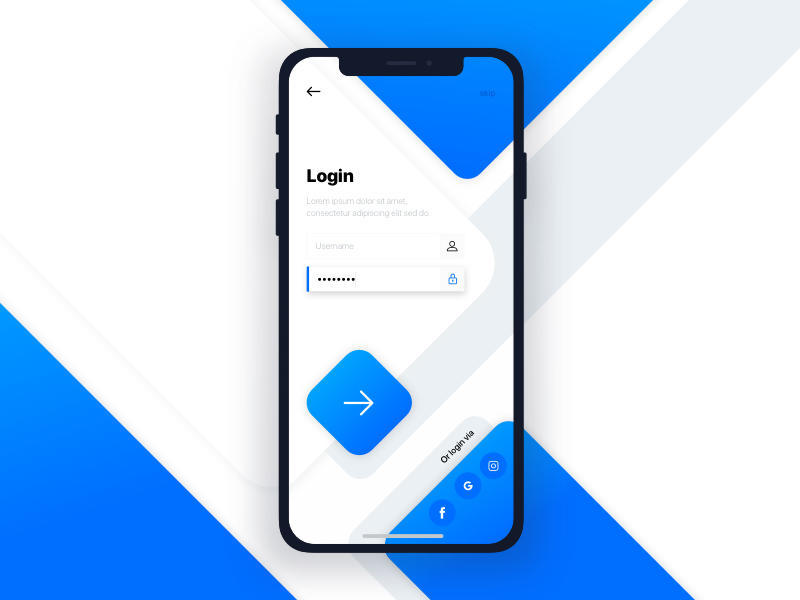 skip
Login
Lorem ipsum dolor sit amet,
consectetur adipiscing elit sed do.
Username
••••••••
Or login via